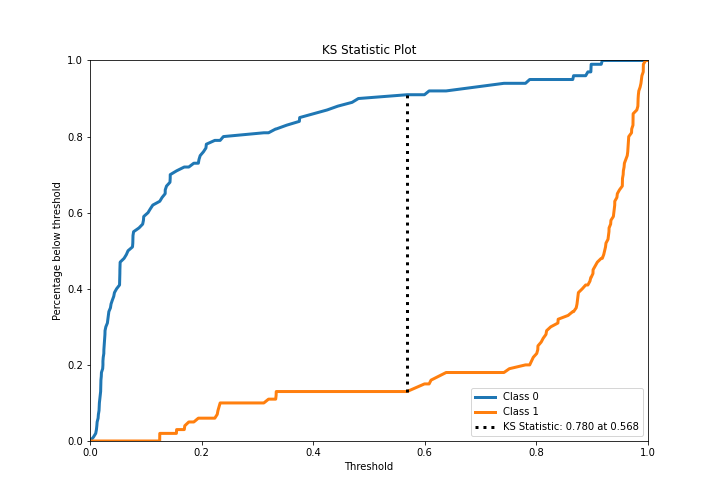 KS Statistic Plot
1.0
0.8
0.6
0.4
0.2
0.0
Percentage below threshold
0.0 0.2 0.4 0.6 0.8 1.0
Threshold
Class 0
Class 1
KS Statistic: 0.780 at 0.568